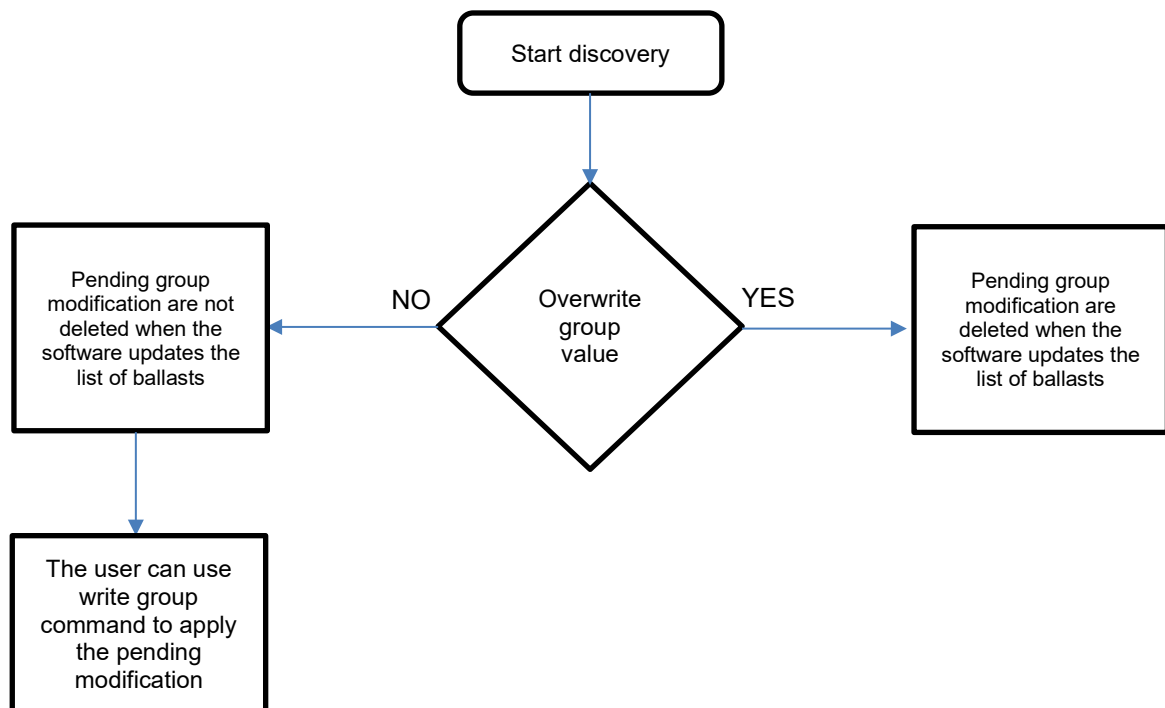 Start discovery
Overwrite
group
value
NO
YES
Pending group
modification are not
deleted when the
software updates the
list of ballasts
Pending group
modification are
deleted when the
software updates the
list of ballasts
The user can use
write group
command to apply
the pending
modification